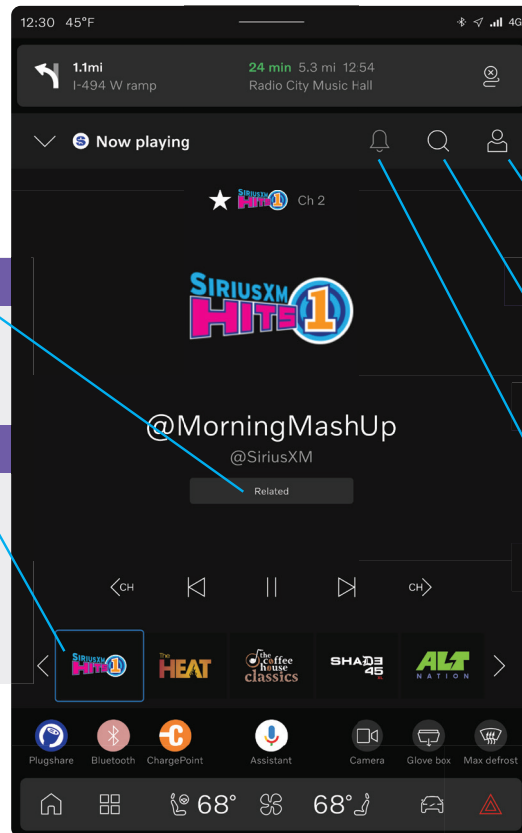 12:30 45°F
4G
1.1mi
I-494 W ramp
24 min 5.3 mi 12:54
Radio City Music Hall
Now playing
SIRIUSXM HITS 1 Ch 2
SIRIUSXM
HITS 1
@MorningMashUp
@SiriusXM
Related
CH
CH
SIRIUSXM HITS 1
The HEAT
the coffee house classics
SHADE 45
ALT NATION
Plugshare Bluetooth ChargePoint Assistant Camera Glove box Max defrost
68° 68°